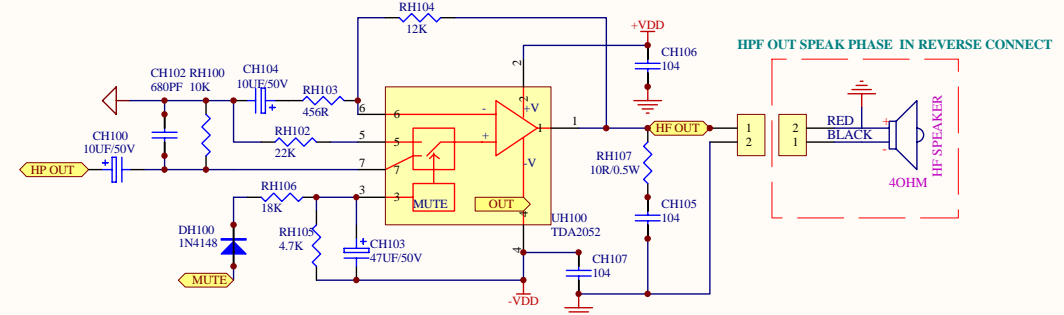 RH104
12K
+VDD
HPF OUT SPEAK PHASE IN REVERSE CONNECT
CH106
104
CH102 RH100
680PF 10K
CH104
10UF/50V
RH103
456R
2
2
+V
6
6
-
CH100
10UF/50V
RH102
22K
5
5
+
1
1
HF OUT
1
2
2
1
RED
BLACK
+
-
HF SPEAKER
4OHM
HP OUT
7
7
-V
RH107
10R/0.5W
RH106
18K
3
3
MUTE
OUT
4
CH105
104
UH100
TDA2052
DH100
1N4148
RH105
4.7K
CH103
47UF/50V
4
CH107
104
MUTE
-VDD